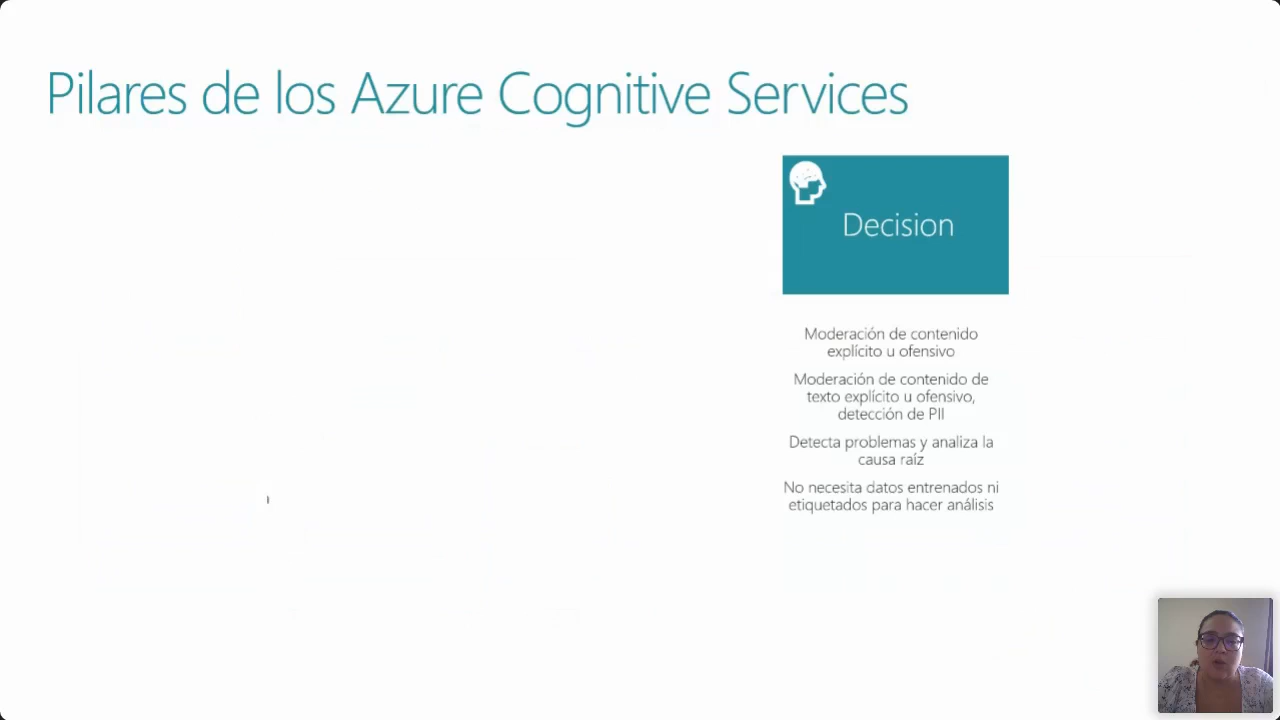 Pilares de los Azure Cognitive Services
Decision
Moderación de contenido
explícito u ofensivo
Moderación de contenido de
texto explícito u ofensivo,
detección de PII
Detecta problemas y analiza la
causa raíz
No necesita datos entrenados ni
etiquetados para hacer análisis